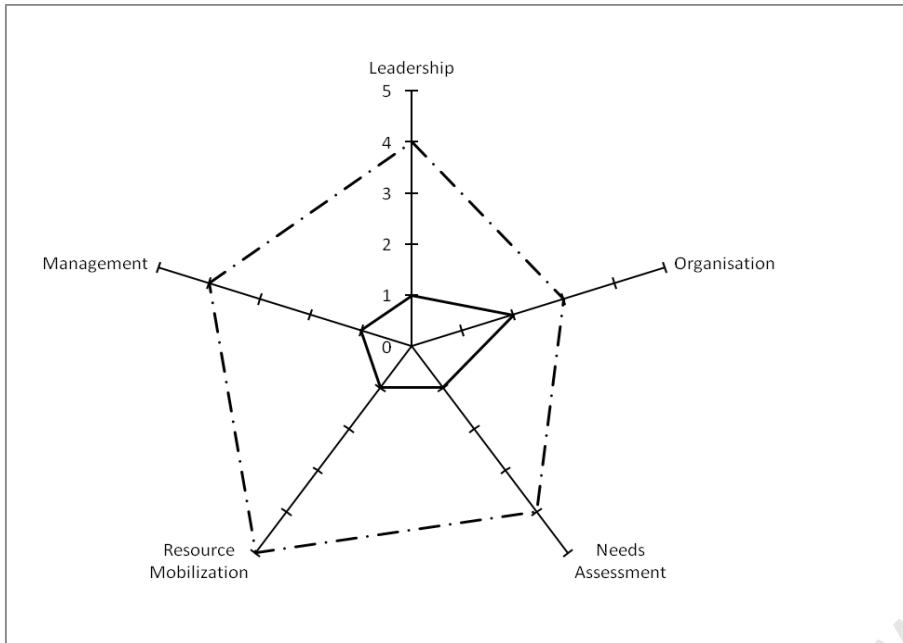 Leadership
5
4
3
2
1
0
Management
Organisation
Resource
Mobilization
Needs
Assessment